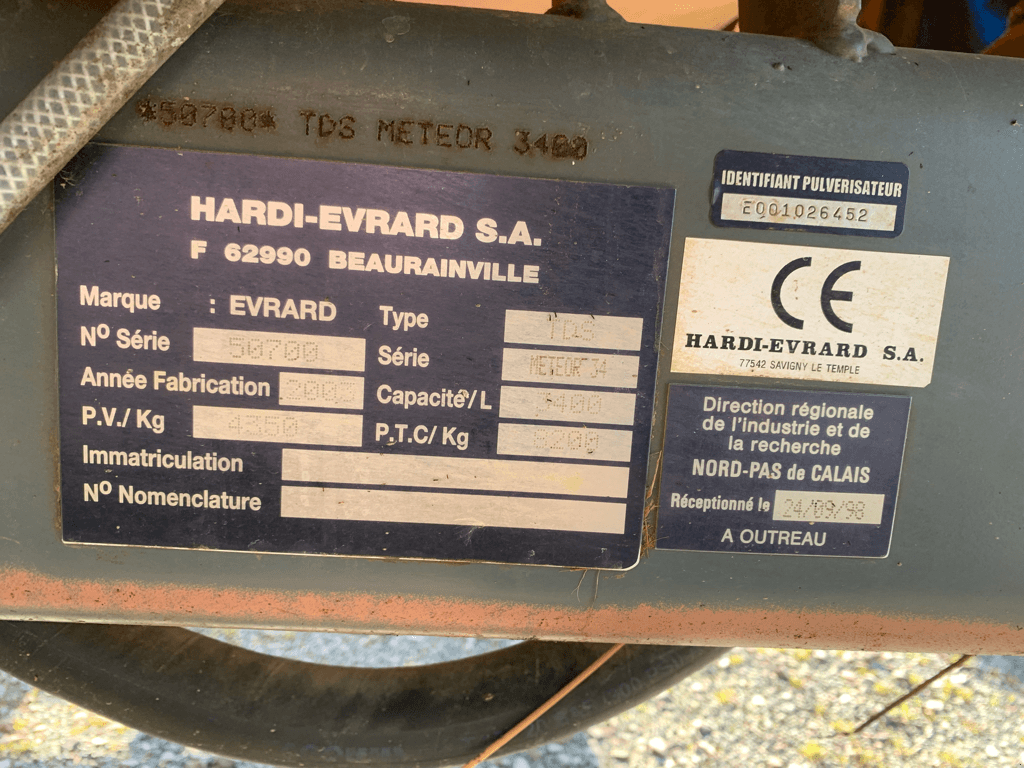 *50700* TDS METEOR 3400
HARDI-EVRARD S.A.
F 62990 BEAURAINVILLE
Marque : EVRARD
Nº Série 50700
Année Fabrication
P.V./Kg 4350
Type TDS
Série METEOR 34
Capacité/L 3400
P.T.C/Kg 8200
Immatriculation
Nº Nomenclature
IDENTIFIANT PULVERISATEUR
E001026452
CE
HARDI-EVRARD S.A.
77542 SAVIGNY LE TEMPLE
Direction régionale
de l'industrie et de
la recherche
NORD-PAS de CALAIS
Réceptionné le 24/09/98
A OUTREAU